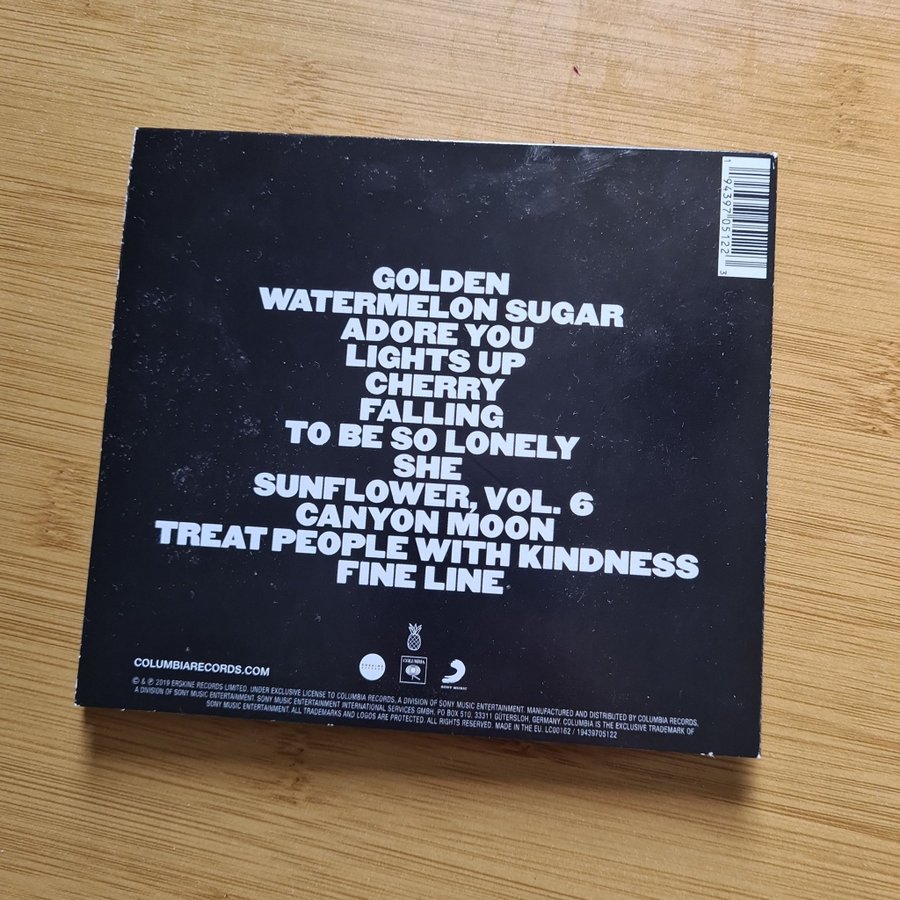 1 94397 05122 3
GOLDEN
WATERMELON SUGAR
ADORE YOU
LIGHTS UP
CHERRY
FALLING
TO BE SO LONELY
SHE
SUNFLOWER, VOL. 6
CANYON MOON
TREAT PEOPLE WITH KINDNESS
FINE LINE
COLUMBIARECORDS.COM
ERSKINE
RECORDS
COLUMBIA
SONY MUSIC
© & ℗ 2019 ERSKINE RECORDS LIMITED, UNDER EXCLUSIVE LICENSE TO COLUMBIA RECORDS, A DIVISION OF SONY MUSIC ENTERTAINMENT. MANUFACTURED AND DISTRIBUTED BY COLUMBIA RECORDS,
A DIVISION OF SONY MUSIC ENTERTAINMENT. SONY MUSIC ENTERTAINMENT INTERNATIONAL SERVICES GMBH, PO BOX 510, 33311 GÜTERSLOH, GERMANY. COLUMBIA IS THE EXCLUSIVE TRADEMARK OF
SONY MUSIC ENTERTAINMENT. ALL TRADEMARKS AND LOGOS ARE PROTECTED. ALL RIGHTS RESERVED. MADE IN THE EU. LC00162 / 19439705122